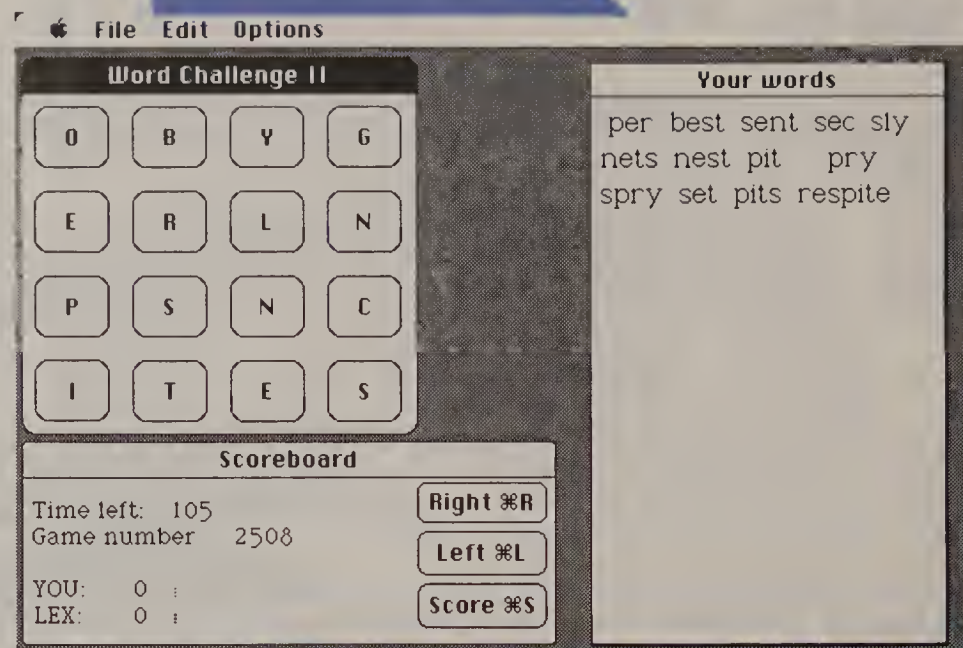 File Edit Options
Word Challenge II
O B Y G
E R L N
P S N C
I T E S
Scoreboard
Time left: 105
Game number 2508
YOU: 0 :
LEX: 0 :
Right ⌘R
Left ⌘L
Score ⌘S
Your words
per best sent sec sly
nets nest pit pry
spry set pits respite